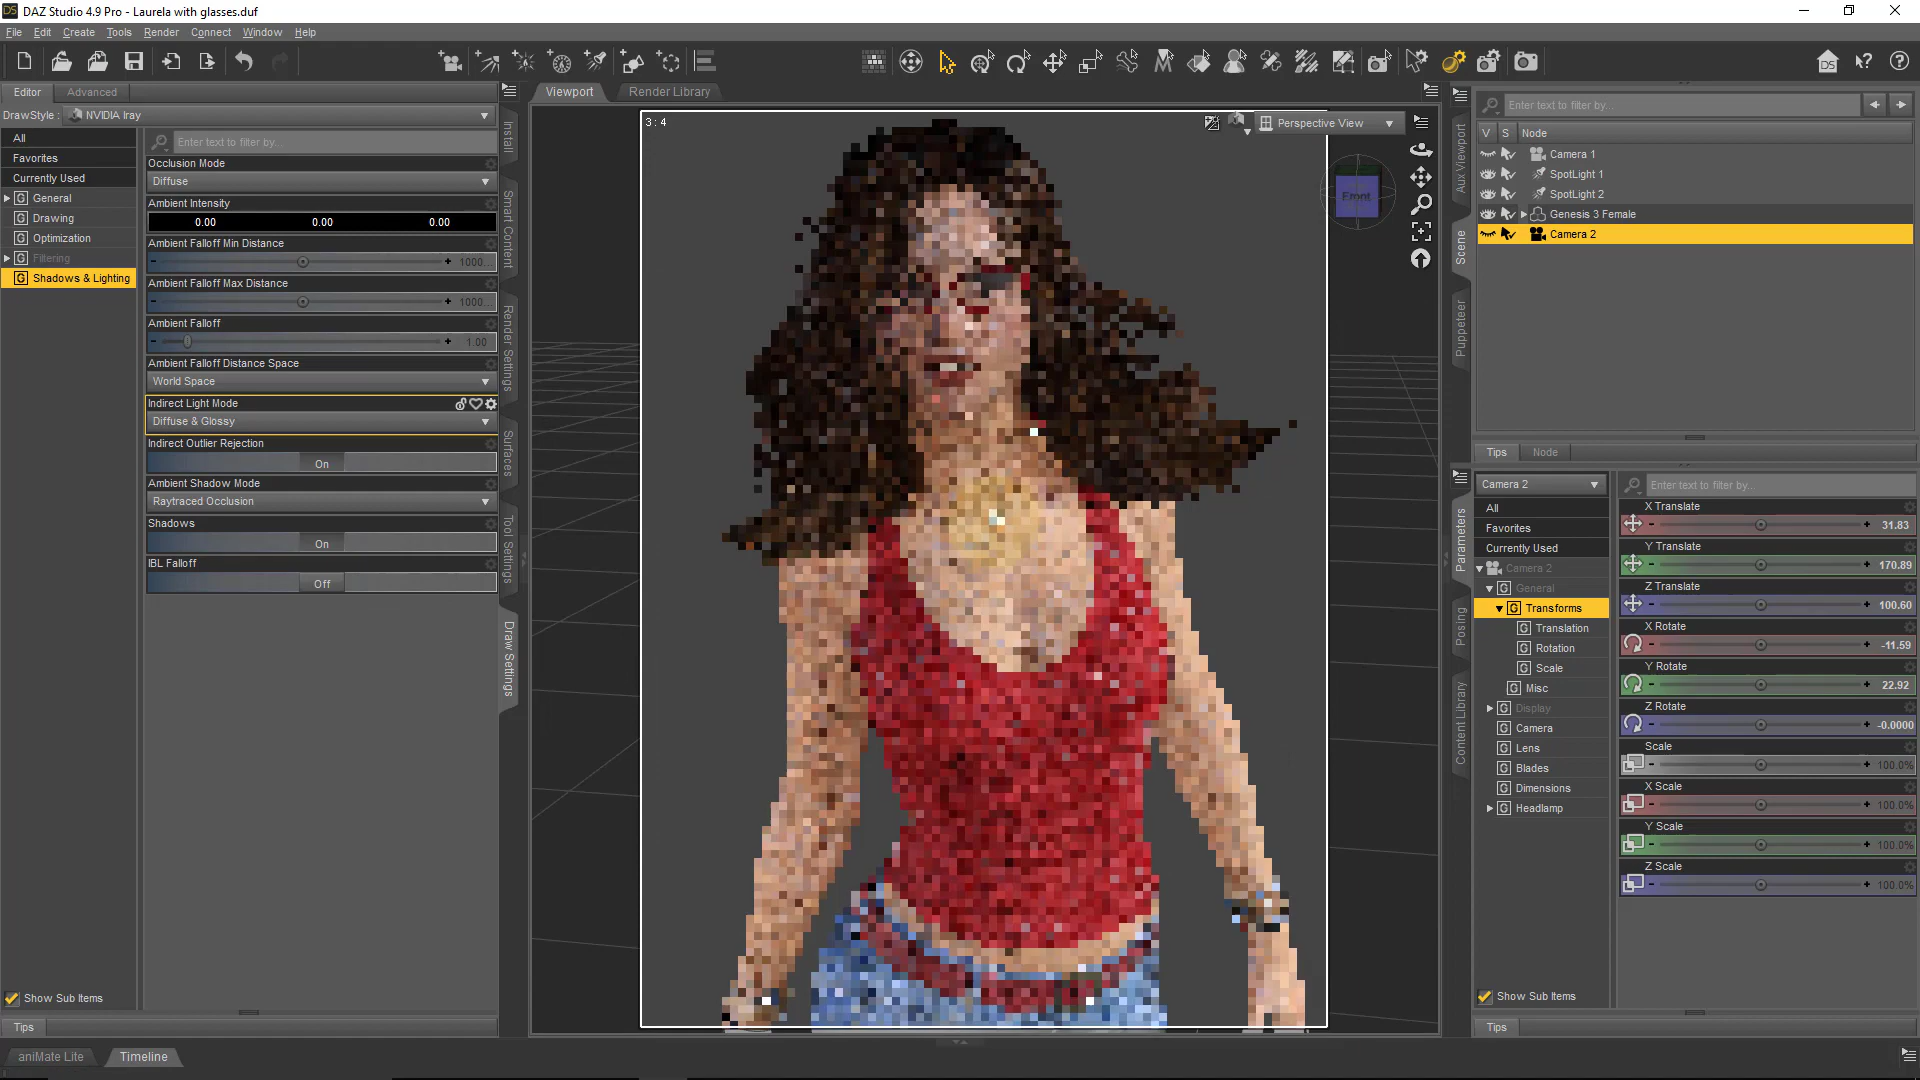 DAZ Studio 4.9 Pro - Laurela with glasses.duf
File Edit Create Tools Render Connect Window Help
Editor Advanced
DrawStyle : NVIDIA Iray
All
Favorites
Currently Used
General
Drawing
Optimization
Filtering
Shadows & Lighting
Show Sub Items
Tips
Enter text to filter by...
Occlusion Mode
Diffuse
Ambient Intensity
0.00 0.00 0.00
Ambient Falloff Min Distance
1000...
Ambient Falloff Max Distance
1000...
Ambient Falloff
1.00
Ambient Falloff Distance Space
World Space
Indirect Light Mode
Diffuse & Glossy
Indirect Outlier Rejection
On
Ambient Shadow Mode
Raytraced Occlusion
Shadows
On
IBL Falloff
Off
Install
Smart Content
Render Settings
Surfaces
Tool Settings
Draw Settings
Viewport Render Library
3 : 4
Perspective View
Front
Aux Viewport
Scene
Puppeteer
Enter text to filter by...
V S Node
Camera 1
SpotLight 1
SpotLight 2
Genesis 3 Female
Camera 2
Tips Node
Parameters
Posing
Content Library
Camera 2
All
Favorites
Currently Used
Camera 2
General
Transforms
Translation
Rotation
Scale
Misc
Display
Camera
Lens
Blades
Dimensions
Headlamp
Show Sub Items
Tips
Enter text to filter by...
X Translate
31.83
Y Translate
170.89
Z Translate
100.60
X Rotate
-11.59
Y Rotate
22.92
Z Rotate
-0.0000
Scale
100.0%
X Scale
100.0%
Y Scale
100.0%
Z Scale
100.0%
aniMate Lite Timeline